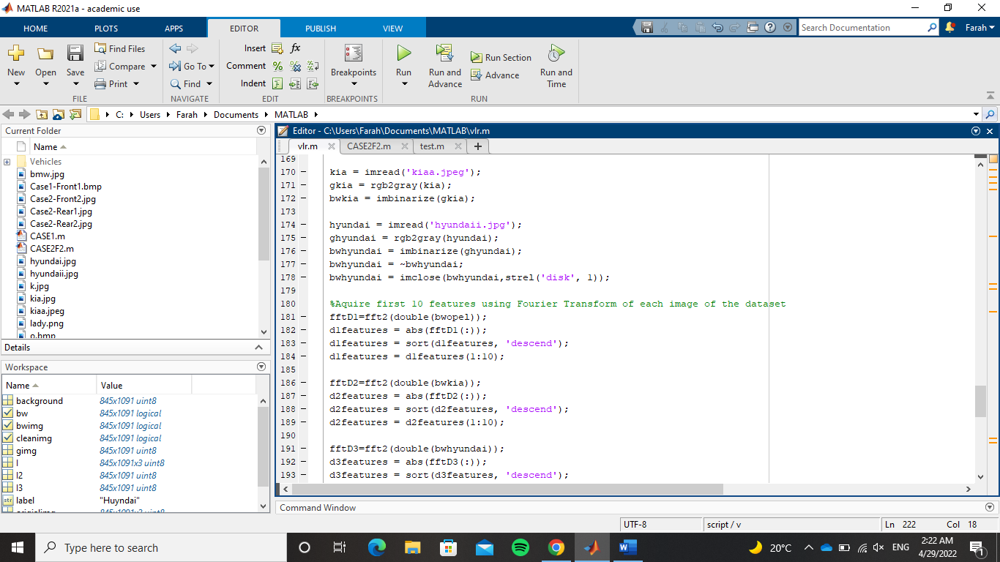 MATLAB R2021a - academic use
HOME PLOTS APPS EDITOR PUBLISH VIEW Search Documentation Farah
New Open Save Find Files Compare Print
Go To Find
Insert fx
Comment
Indent
Breakpoints Run Run and Advance Run Section Advance Run and Time
FILE NAVIGATE EDIT BREAKPOINTS RUN
C: Users Farah Documents MATLAB
Current Folder
Name
Vehicles
bmw.jpg
Case1-Front1.bmp
Case2-Front2.jpg
Case2-Rear1.jpg
Case2-Rear2.jpg
CASE1.m
CASE2F2.m
hyundai.jpg
hyundaii.jpg
k.jpg
kia.jpg
kiaa.jpeg
lady.png
o.bmp
Details
Workspace
Name Value
background 845x1091 uint8
bw 845x1091 logical
bwimg 845x1091 logical
cleanimg 845x1091 logical
gimg 845x1091 uint8
I 845x1091x3 uint8
I2 845x1091 uint8
I3 845x1091 uint8
label "Huyndai"
Editor - C:\Users\Farah\Documents\MATLAB\vlr.m
vlr.m CASE2F2.m test.m
169
170 kia = imread('kiaa.jpeg');
171 gkia = rgb2gray(kia);
172 bwkia = imbinarize(gkia);
173
174 hyundai = imread('hyundaii.jpg');
175 ghyundai = rgb2gray(hyundai);
176 bwhyundai = imbinarize(ghyundai);
177 bwhyundai = ~bwhyundai;
178 bwhyundai = imclose(bwhyundai,strel('disk', 1));
179
180 %Aquire first 10 features using Fourier Transform of each image of the dataset
181 fftD1=fft2(double(bwopel));
182 d1features = abs(fftD1(:));
183 d1features = sort(d1features, 'descend');
184 d1features = d1features(1:10);
185
186 fftD2=fft2(double(bwkia));
187 d2features = abs(fftD2(:));
188 d2features = sort(d2features, 'descend');
189 d2features = d2features(1:10);
190
191 fftD3=fft2(double(bwhyundai));
192 d3features = abs(fftD3(:));
193 d3features = sort(d3features, 'descend');
Command Window
UTF-8 script / v Ln 222 Col 18
Type here to search 20°C ENG 2:22 AM 4/29/2022 1